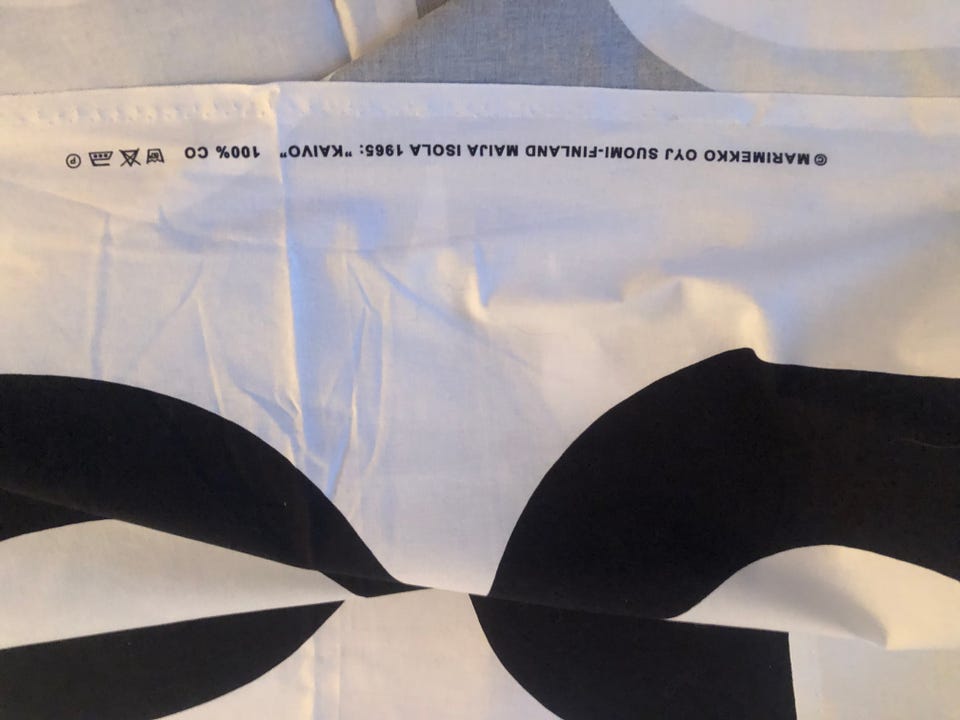 © MARIMEKKO OYJ SUOMI-FINLAND MAIJA ISOLA 1965: "KAIVO" 100% CO